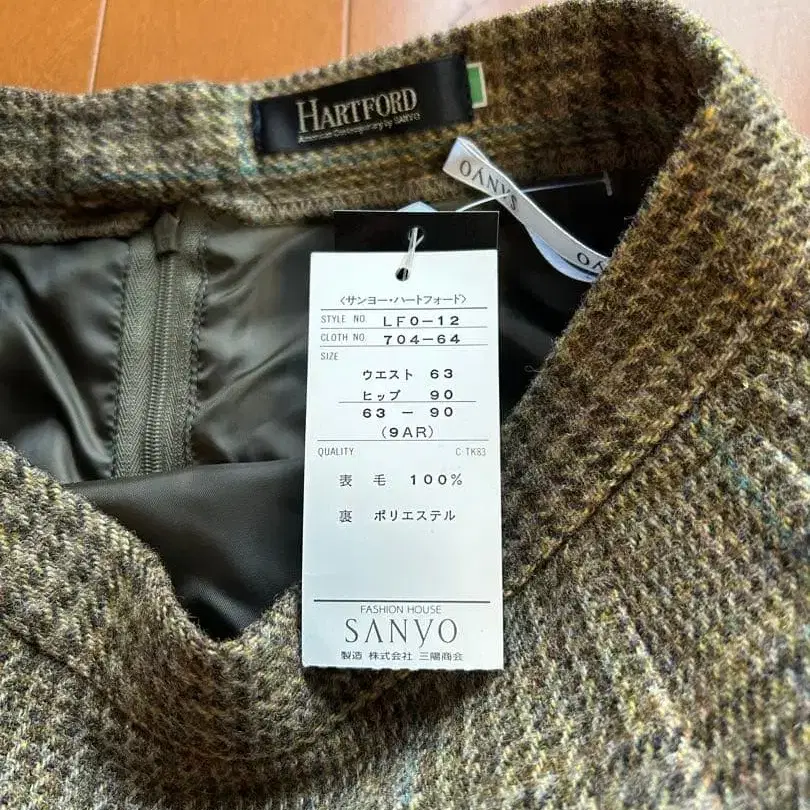 HARTFORD
American Contemporary by SANYO
SANYO
SANYO
〈サンヨー・ハートフォード〉
STYLE NO. LF0-12
CLOTH NO. 704-64
SIZE
ウエスト 63
ヒップ 90
63 - 90
(9AR)
QUALITY C TK83
表 毛 100%
裏 ポリエステル
FASHION HOUSE
SANYO
製造 株式会社 三陽商会